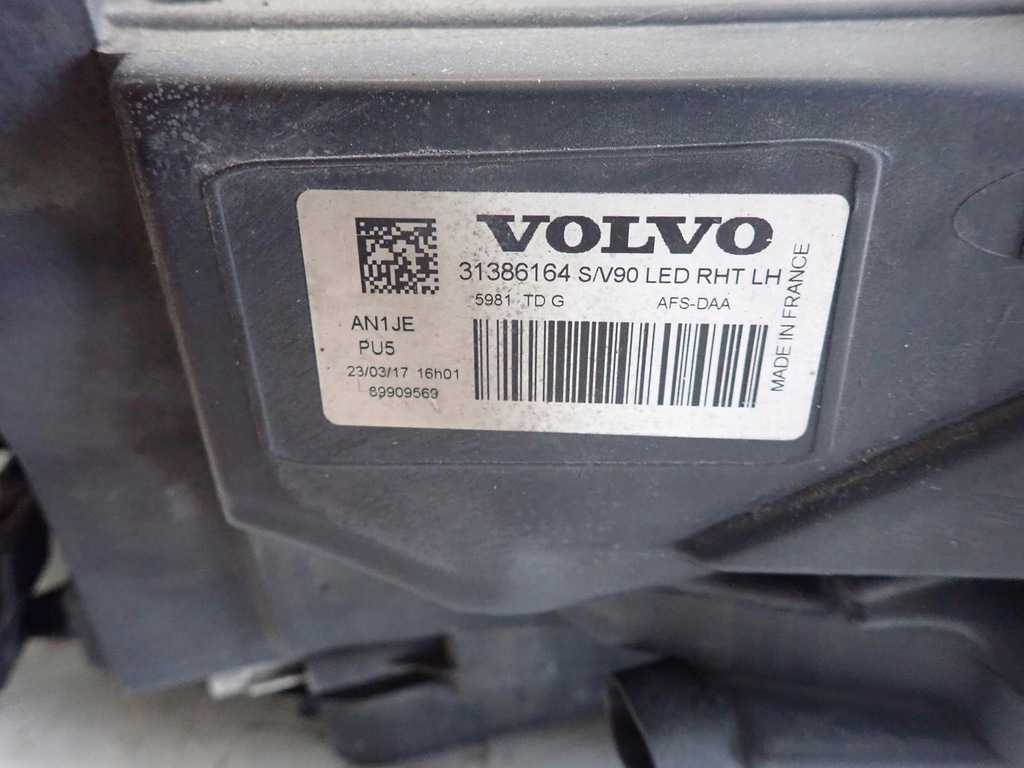 VOLVO
31386164 S/V90 LED RHT LH
5981 TD G AFS-DAA
AN1JE
PU5
23/03/17 16h01
89909569
MADE IN FRANCE